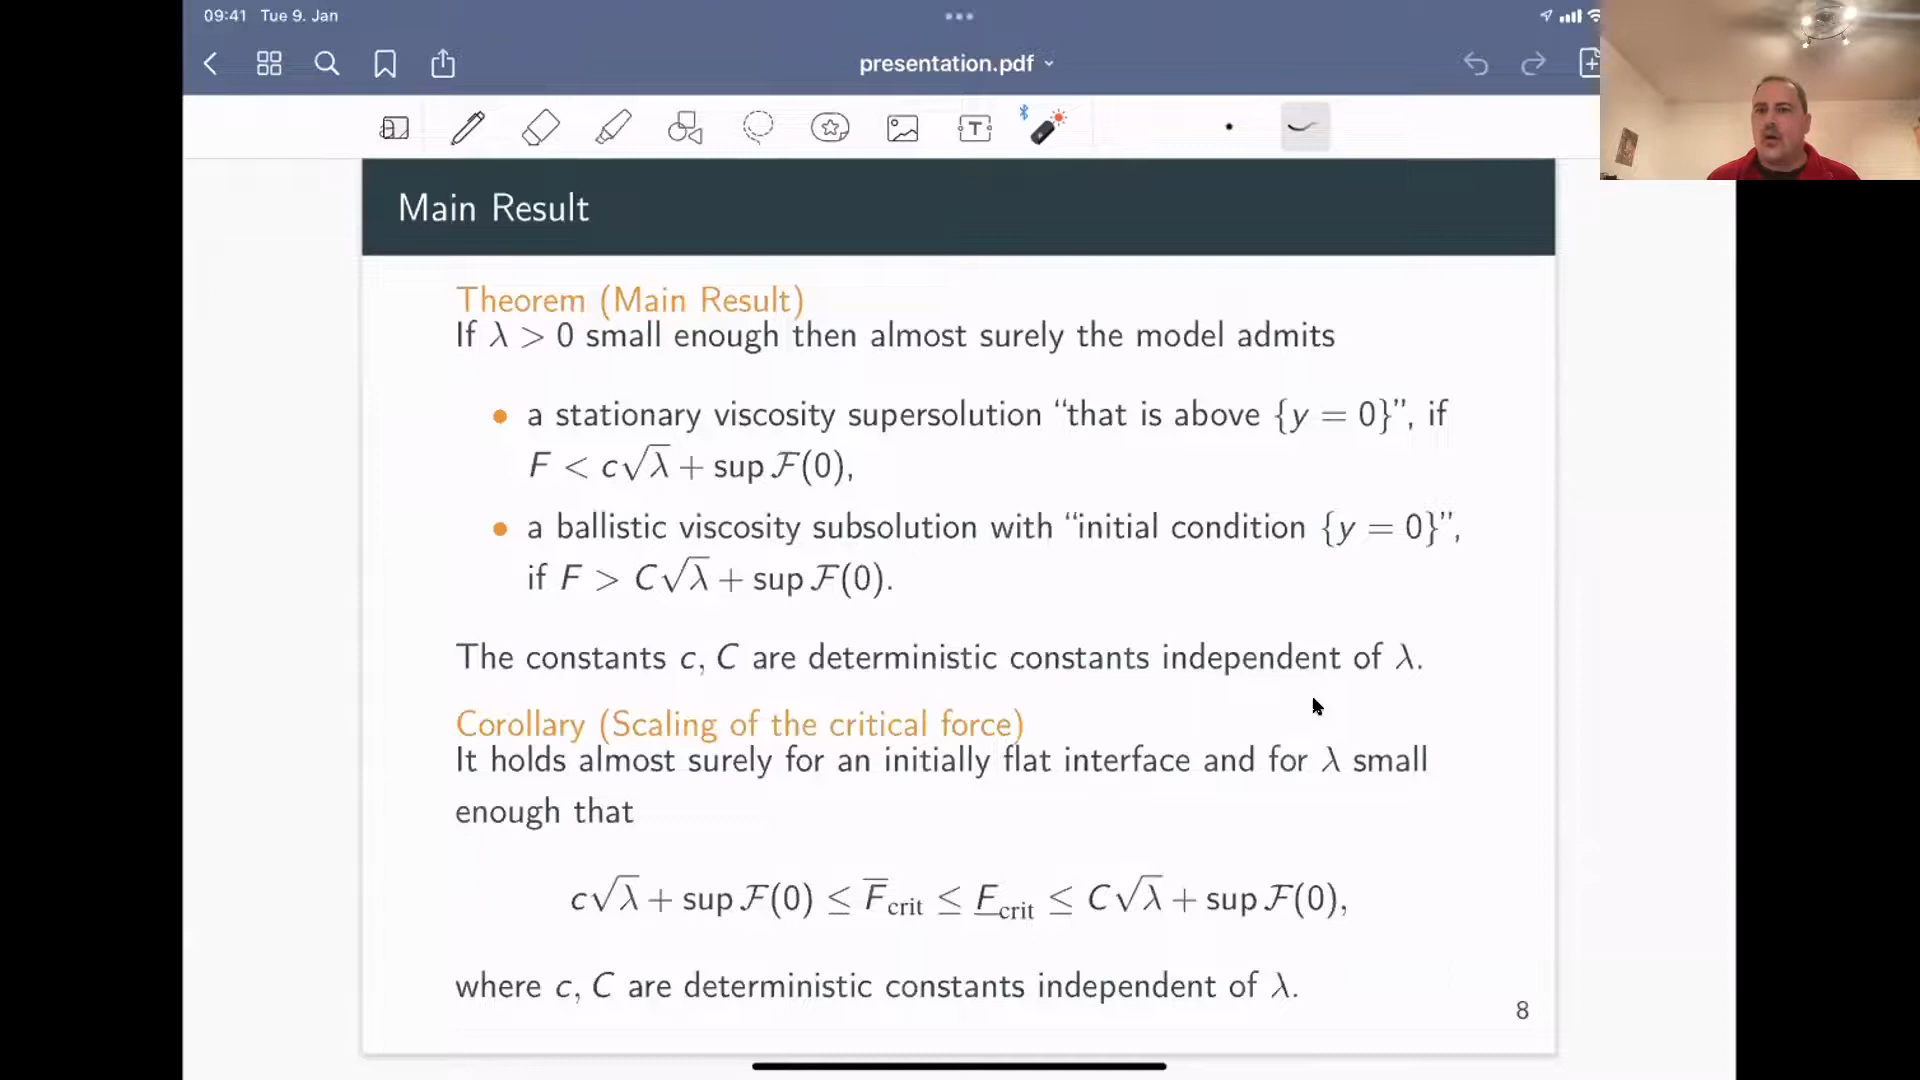 09:41 Tue 9. Jan
presentation.pdf
T
Main Result
Theorem (Main Result)
If λ > 0 small enough then almost surely the model admits
• a stationary viscosity supersolution “that is above {y = 0}”, if
F < c√λ + sup ℱ(0),
• a ballistic viscosity subsolution with “initial condition {y = 0}”,
if F > C√λ + sup ℱ(0).
The constants c, C are deterministic constants independent of λ.
Corollary (Scaling of the critical force)
It holds almost surely for an initially flat interface and for λ small
enough that
c√λ + sup ℱ(0) ≤ F̅crit ≤ F̲crit ≤ C√λ + sup ℱ(0),
where c, C are deterministic constants independent of λ.
8